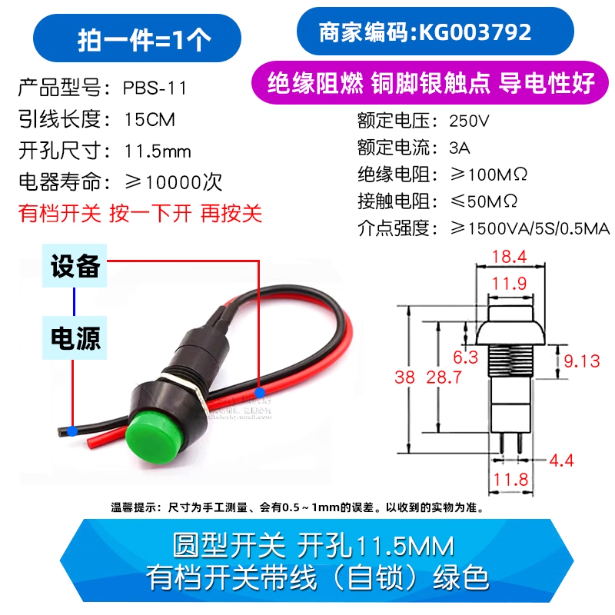 拍一件=1个
商家编码:KG003792
绝缘阻燃 铜脚银触点 导电性好
产品型号：PBS-11
引线长度：15CM
开孔尺寸：11.5mm
电器寿命：≥10000次
有档开关 按一下开 再按关
额定电压：250V
额定电流：3A
绝缘电阻：≥100MΩ
接触电阻：≤50MΩ
介点强度：≥1500VA/5S/0.5MA
设备
电源
18.4
11.9
6.3
9.13
38
28.7
4.4
11.8
温馨提示：尺寸为手工测量、会有0.5～1mm的误差。以收到的实物为准。
圆型开关 开孔11.5MM
有档开关带线（自锁）绿色